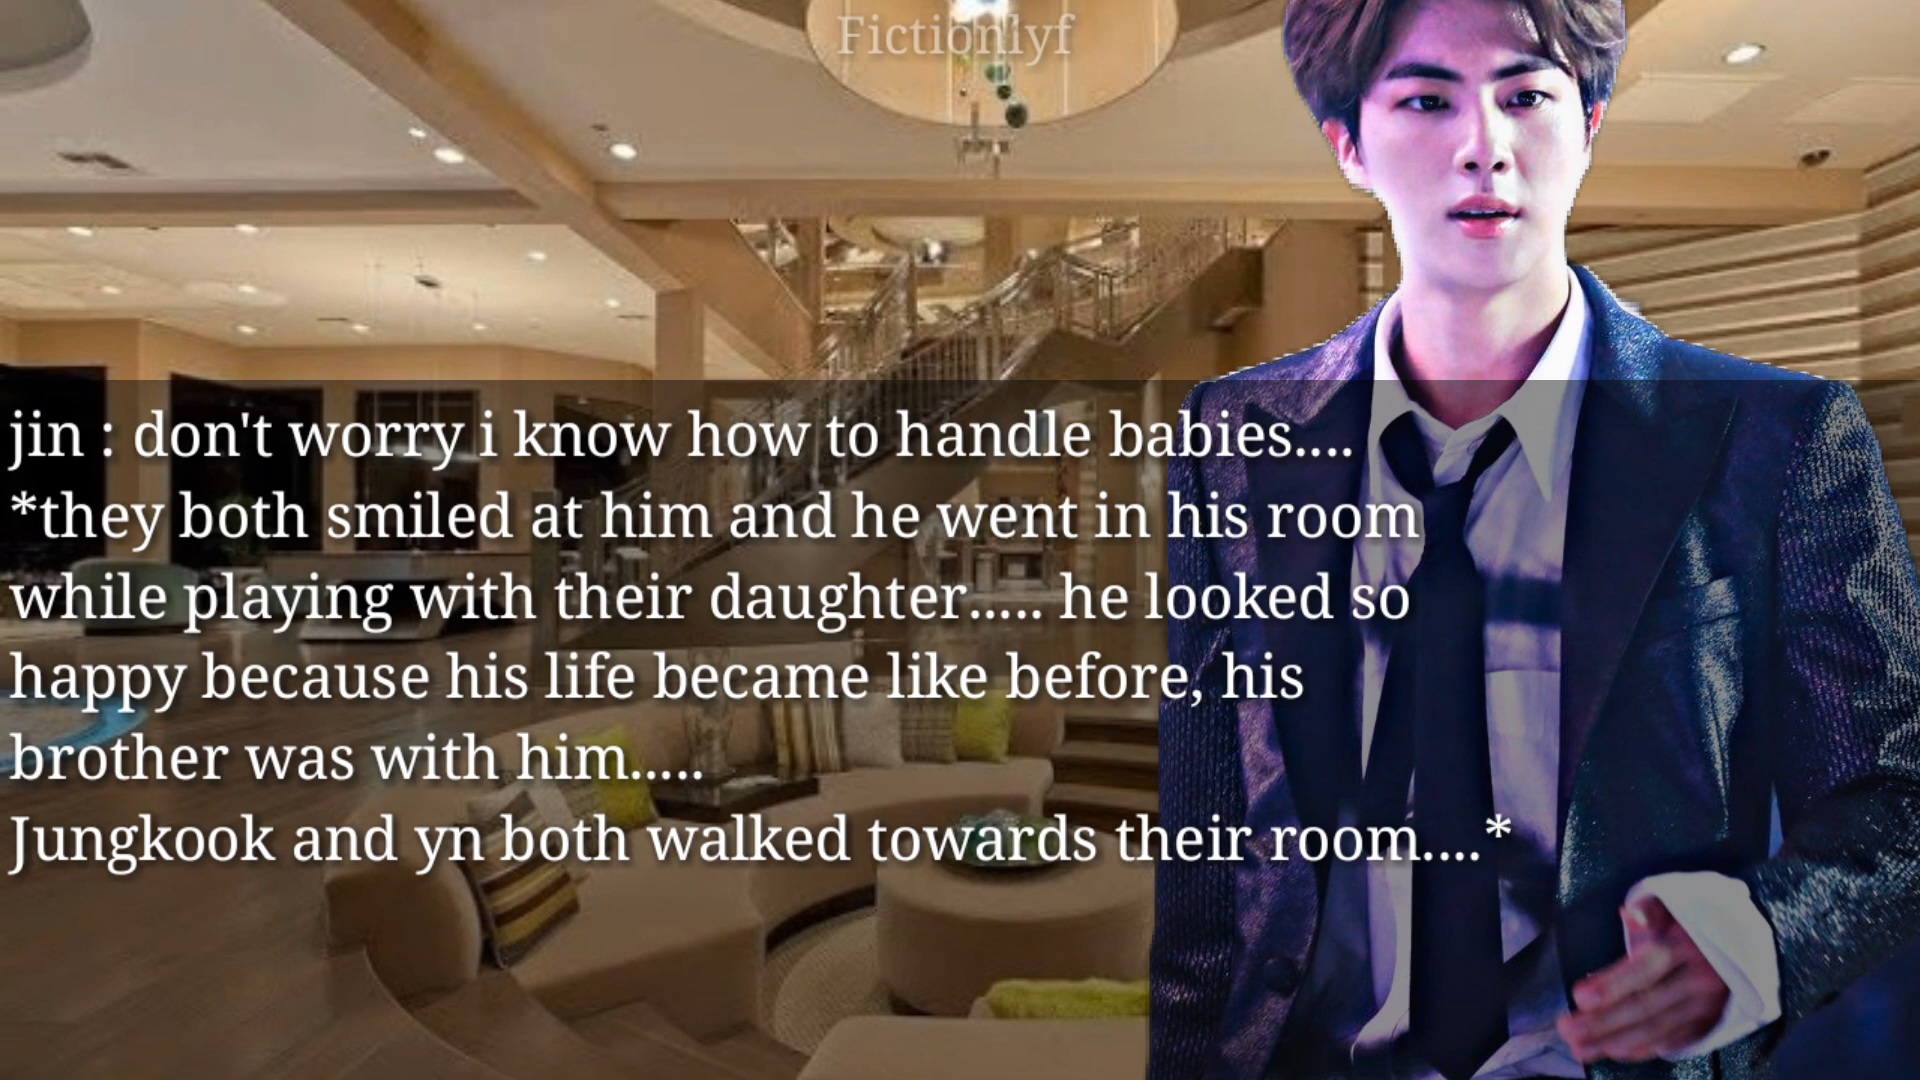 Fictionlyf
jin : don't worry i know how to handle babies....
*they both smiled at him and he went in his room
while playing with their daughter..... he looked so
happy because his life became like before, his
brother was with him.....
Jungkook and yn both walked towards their room....*